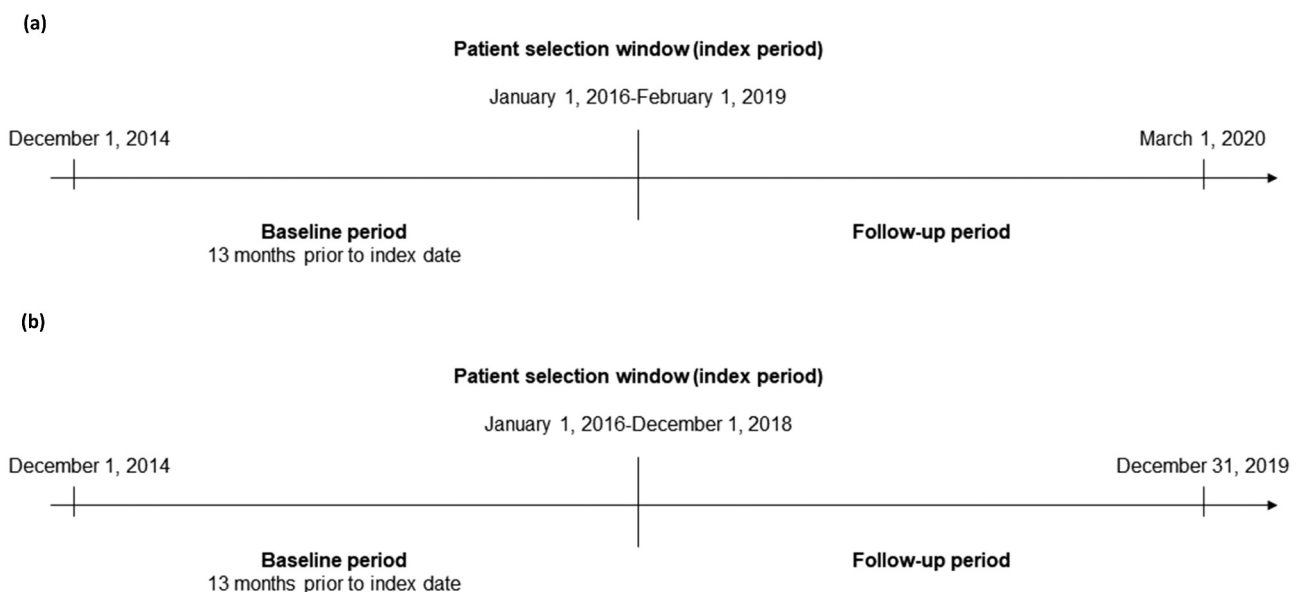 (a)
Patient selection window (index period)
January 1, 2016-February 1, 2019
December 1, 2014
March 1, 2020
Baseline period
Follow-up period
13 months prior to index date
(b)
Patient selection window (index period)
January 1, 2016-December 1, 2018
December 1, 2014
December 31, 2019
Baseline period
Follow-up period
13 months prior to index date